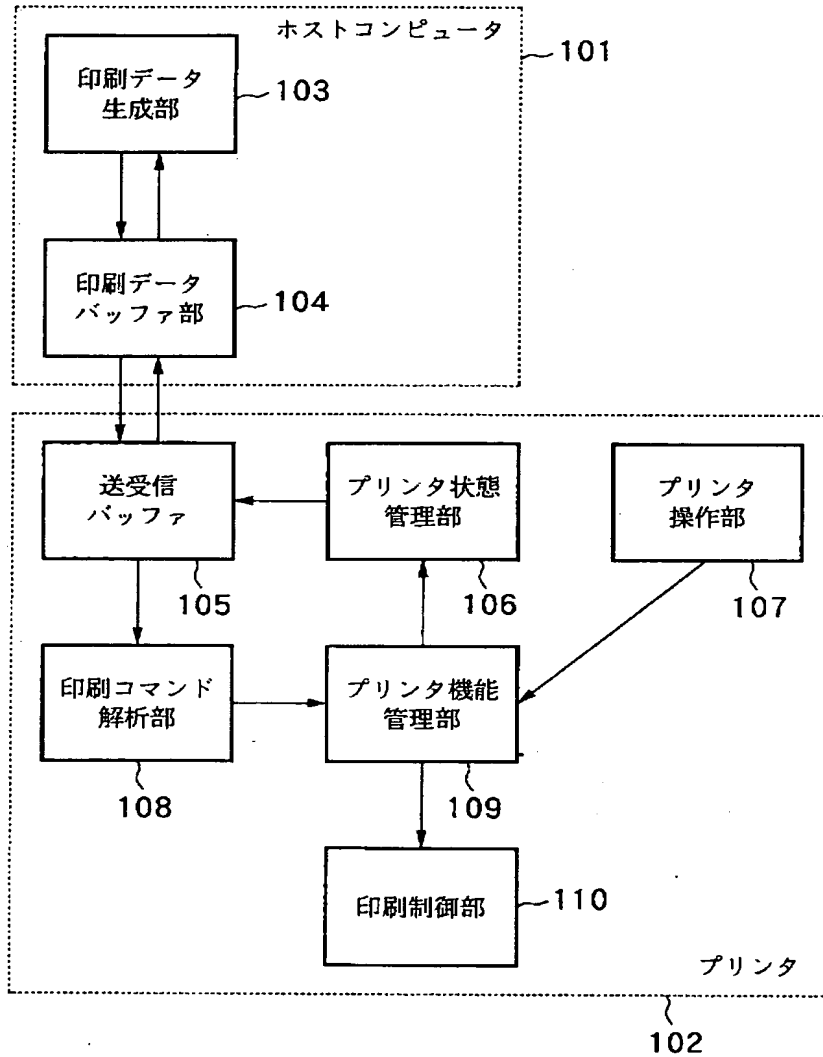 ホストコンピュータ
101
印刷データ
生成部
103
印刷データ
バッファ部
104
送受信
バッファ
105
プリンタ状態
管理部
106
プリンタ
操作部
107
印刷コマンド
解析部
108
プリンタ機能
管理部
109
印刷制御部
110
プリンタ
102